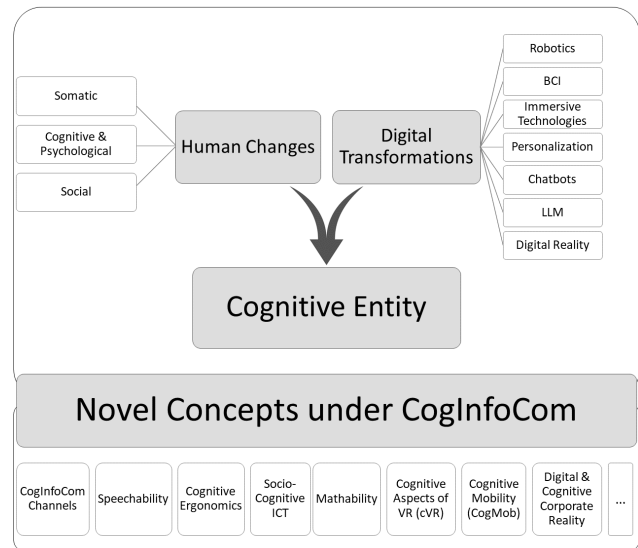 Somatic
Cognitive &
Psychological
Social
Human Changes
Digital
Transformations
Robotics
BCI
Immersive
Technologies
Personalization
Chatbots
LLM
Digital Reality
Cognitive Entity
Novel Concepts under CogInfoCom
CogInfoCom
Channels
Speechability
Cognitive
Ergonomics
Socio-
Cognitive
ICT
Mathability
Cognitive
Aspects of
VR (cVR)
Cognitive
Mobility
(CogMob)
Digital &
Cognitive
Corporate
Reality
...